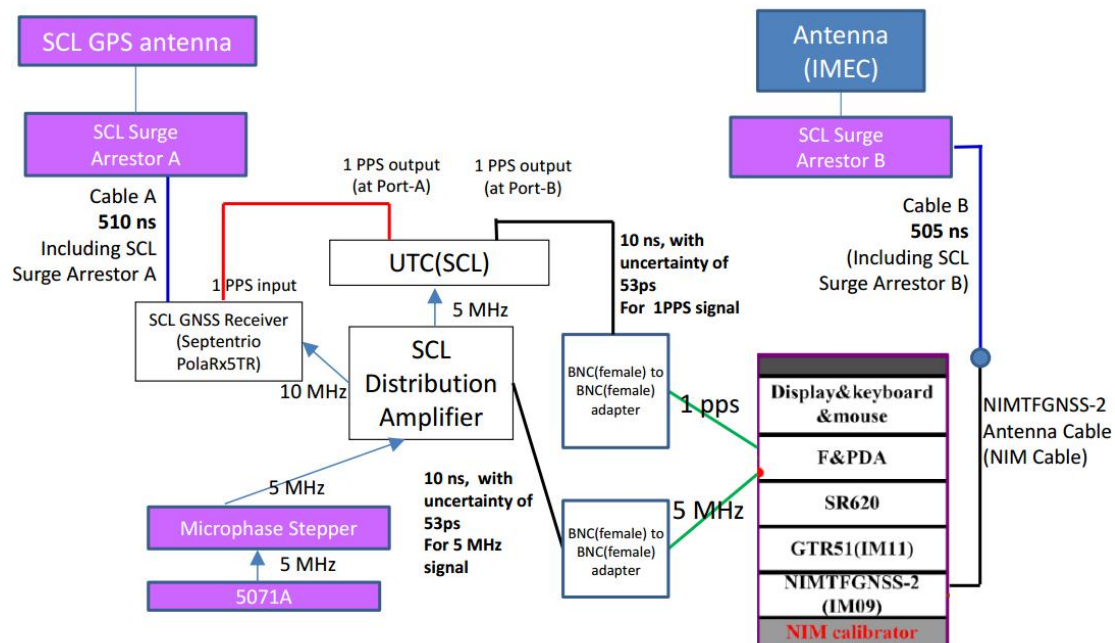 SCL GPS antenna
SCL Surge
Arrestor A
Cable A
510 ns
Including SCL
Surge Arrestor A
1 PPS input
SCL GNSS Receiver
(Septentrio
PolaRx5TR)
1 PPS output
(at Port-A)
1 PPS output
(at Port-B)
UTC(SCL)
5 MHz
10 MHz
SCL
Distribution
Amplifier
5 MHz
Microphase Stepper
5 MHz
5071A
10 ns, with
uncertainty of
53ps
For 1PPS signal
10 ns, with
uncertainty of
53ps
For 5 MHz
signal
BNC(female) to
BNC(female)
adapter
1 pps
BNC(female) to
BNC(female)
adapter
5 MHz
Antenna
(IMEC)
SCL Surge
Arrestor B
Cable B
505 ns
(Including SCL
Surge Arrestor B)
NIMTFGNSS-2
Antenna Cable
(NIM Cable)
Display&keyboard
&mouse
F&PDA
SR620
GTR51(IM11)
NIMTFGNSS-2
(IM09)
NIM calibrator